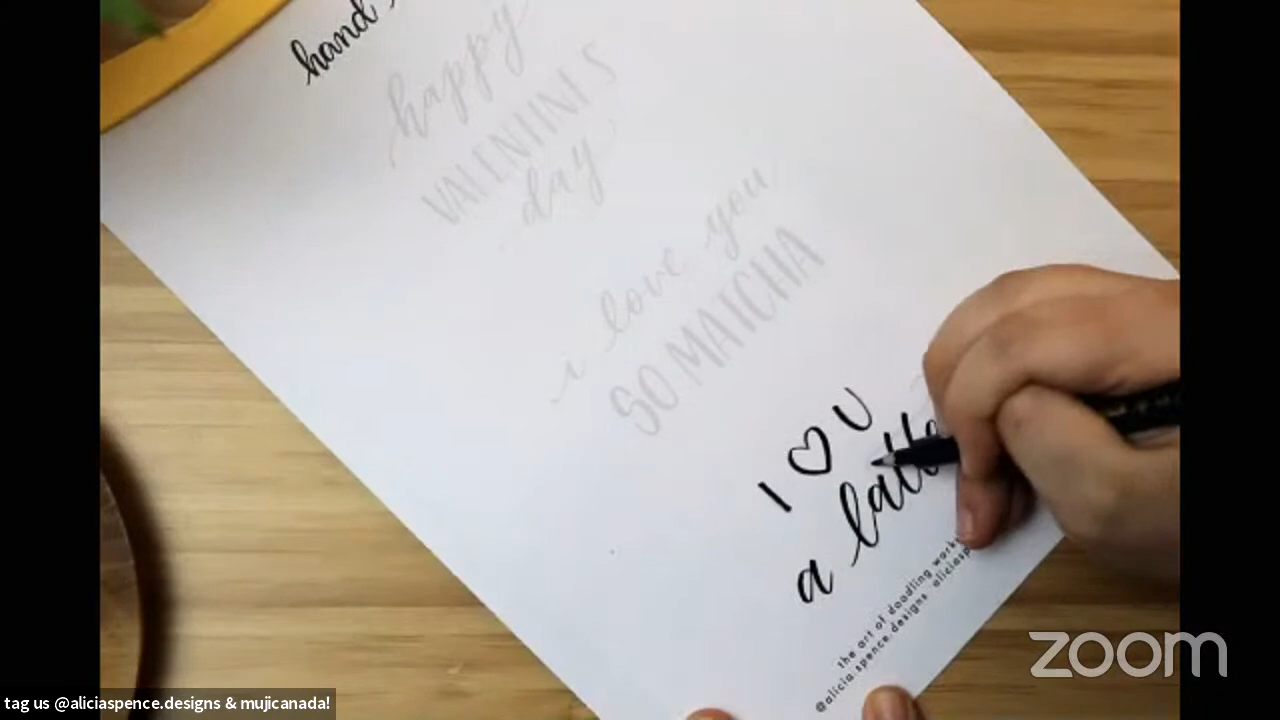 hand
happy
VALENTINES
day
i love you
SO MATCHA
I ♡ U
a latte
the art of doodling
@alicia.spence.designs
zoom
tag us @aliciaspence.designs & mujicanada!